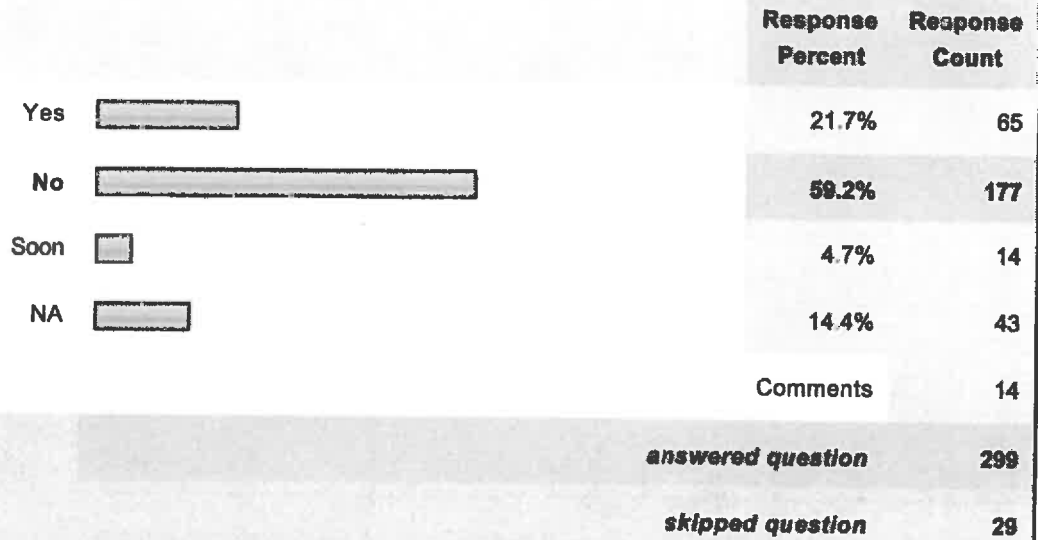 Response Response
Percent Count
Yes 21.7% 65
No 59.2% 177
Soon 4.7% 14
NA 14.4% 43
Comments 14
answered question 299
skipped question 29